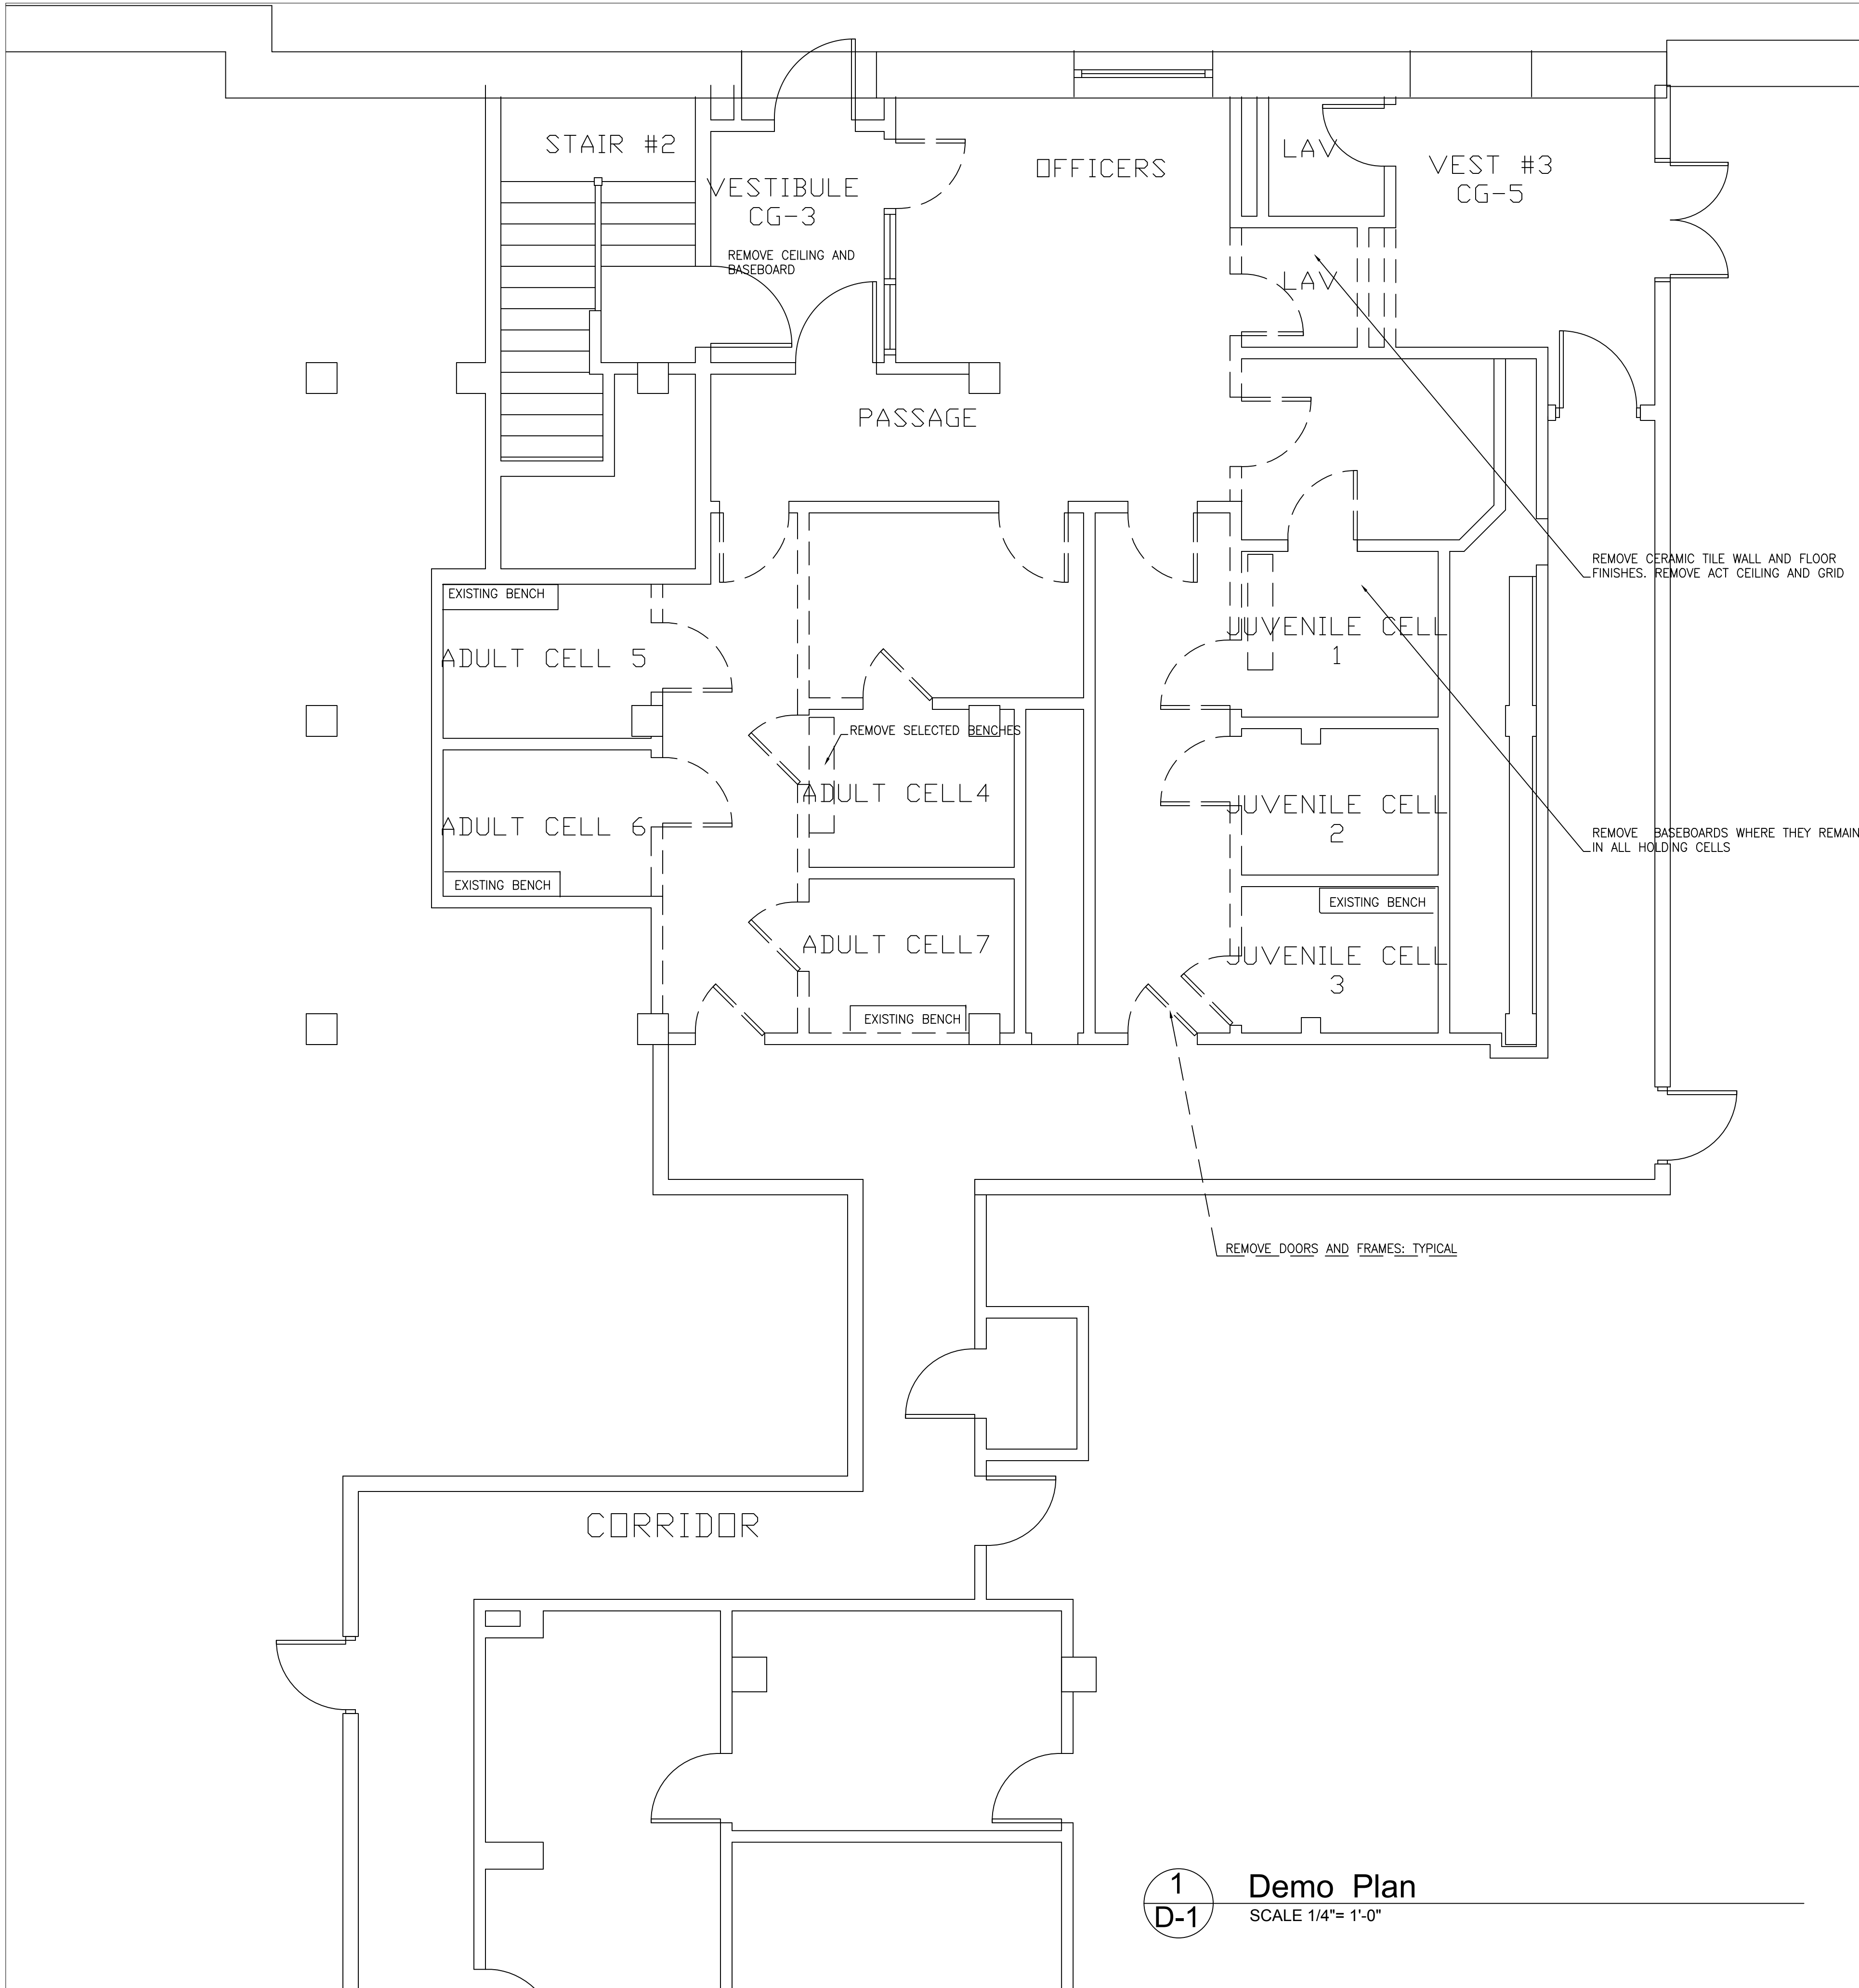 STAIR #2
VESTIBULE
CG-3
REMOVE CEILING AND
BASEBOARD
OFFICERS
LAV
VEST #3
CG-5
LAV
PASSAGE
REMOVE CERAMIC TILE WALL AND FLOOR
FINISHES. REMOVE ACT CEILING AND GRID
EXISTING BENCH
ADULT CELL 5
JUVENILE CELL
1
REMOVE SELECTED BENCHES
ADULT CELL4
ADULT CELL 6
JUVENILE CELL
2
REMOVE BASEBOARDS WHERE THEY REMAIN
IN ALL HOLDING CELLS
EXISTING BENCH
EXISTING BENCH
ADULT CELL7
JUVENILE CELL
3
EXISTING BENCH
REMOVE DOORS AND FRAMES: TYPICAL
CORRIDOR
1
D-1
Demo Plan
SCALE 1/4"= 1'-0"